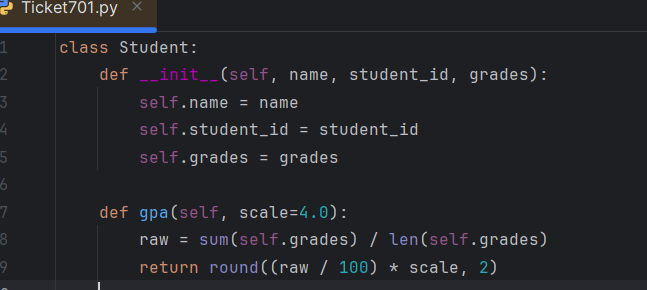 Ticket701.py
1 class Student:
2 def __init__(self, name, student_id, grades):
3 self.name = name
4 self.student_id = student_id
5 self.grades = grades
6
7 def gpa(self, scale=4.0):
8 raw = sum(self.grades) / len(self.grades)
9 return round((raw / 100) * scale, 2)